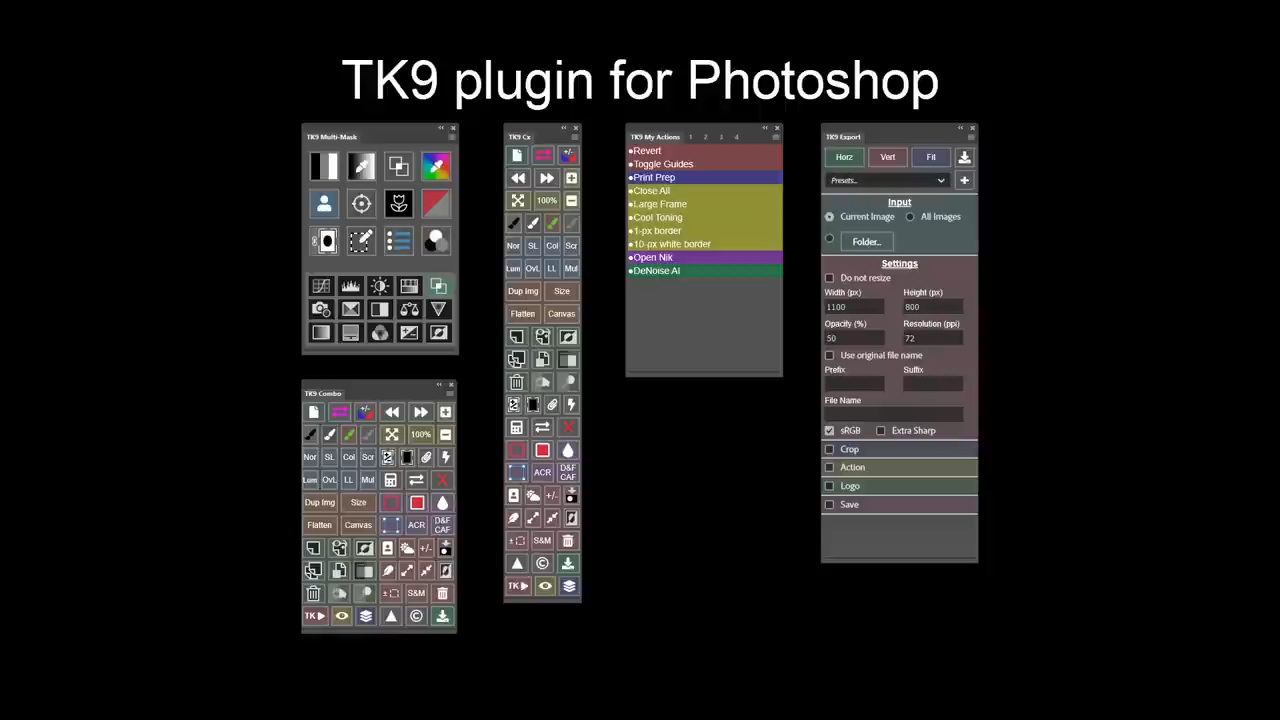 TK9 plugin for Photoshop
TK9 Multi-Mask
TK9 Combo
+/-
100%
Nor SL Col Scr
Lum OvL LL Mul
Dup Img Size
Flatten Canvas
ACR D&F CAF
+/-
± S&M
TK
TK9 Cx
+/-
100%
Nor SL Col Scr
Lum OvL LL Mul
Dup Img Size
Flatten Canvas
ACR D&F CAF
+/-
± S&M
TK
TK9 My Actions 1 2 3 4
Revert
Toggle Guides
Print Prep
Close All
Large Frame
Cool Toning
1-px border
10-px white border
Open Nik
DeNoise AI
TK9 Export
Horz Vert Fil
Presets...
Input
Current Image All Images
Folder...
Settings
Do not resize
Width (px) Height (px)
1100 800
Opacity (%) Resolution (ppi)
50 72
Use original file name
Prefix Suffix
File Name
sRGB Extra Sharp
Crop
Action
Logo
Save